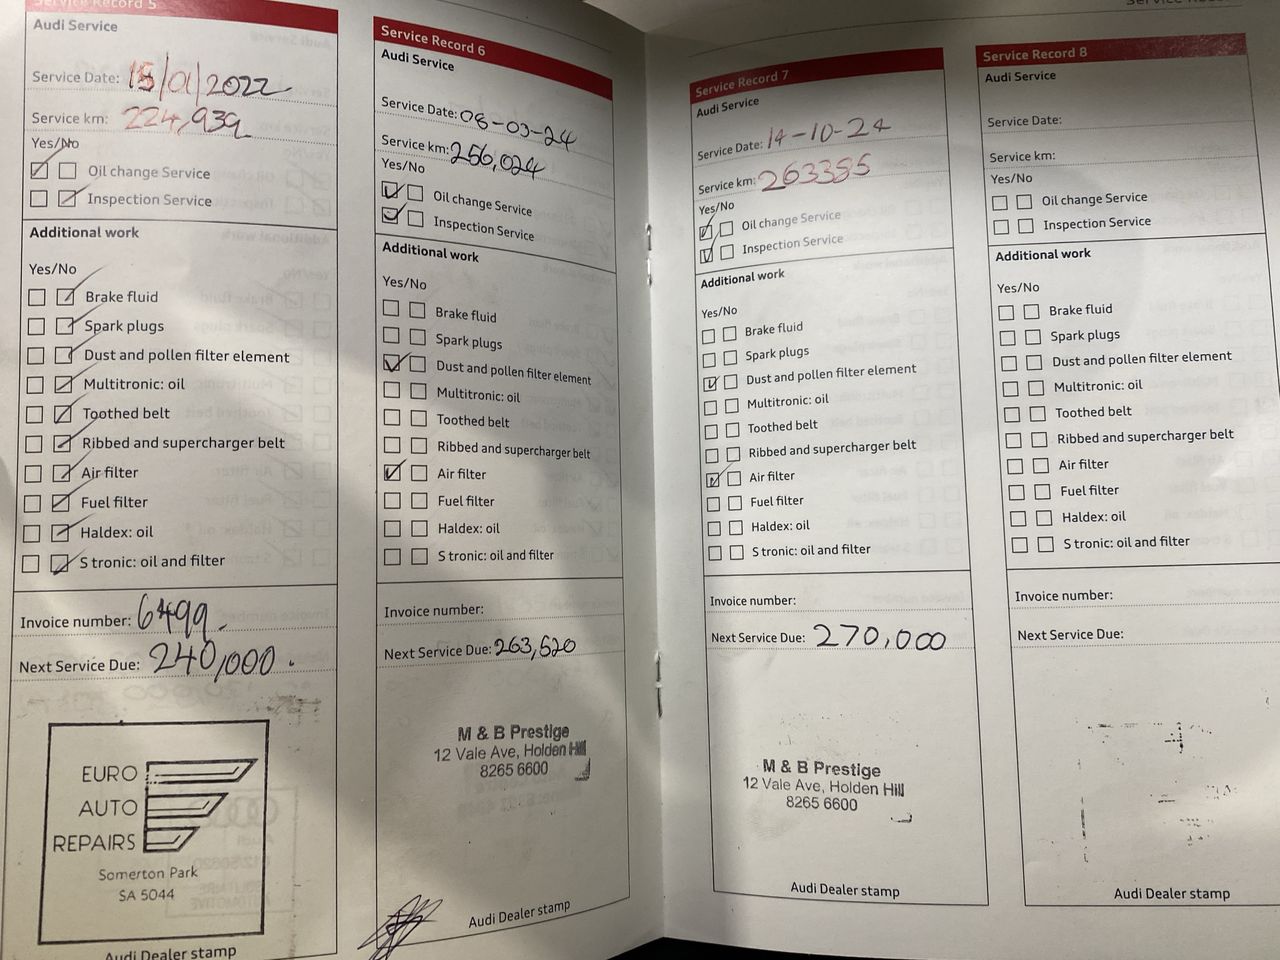 Service Record 5
Audi Service
Service Date: 15/01/2022
Service km: 224,939
Yes/No
Oil change Service
Inspection Service
Additional work
Yes/No
Brake fluid
Spark plugs
Dust and pollen filter element
Multitronic: oil
Toothed belt
Ribbed and supercharger belt
Air filter
Fuel filter
Haldex: oil
S tronic: oil and filter
Invoice number: 6499.
Next Service Due: 240,000.
EURO
AUTO
REPAIRS
Somerton Park
SA 5044
Audi Dealer stamp
Service Record 6
Audi Service
Service Date: 08-03-24
Service km: 256,024
Yes/No
Oil change Service
Inspection Service
Additional work
Yes/No
Brake fluid
Spark plugs
Dust and pollen filter element
Multitronic: oil
Toothed belt
Ribbed and supercharger belt
Air filter
Fuel filter
Haldex: oil
S tronic: oil and filter
Invoice number:
Next Service Due: 263,520
M & B Prestige
12 Vale Ave, Holden Hill
8265 6600
Audi Dealer stamp
Service Record 7
Audi Service
Service Date: 14-10-24
Service km: 263385
Yes/No
Oil change Service
Inspection Service
Additional work
Yes/No
Brake fluid
Spark plugs
Dust and pollen filter element
Multitronic: oil
Toothed belt
Ribbed and supercharger belt
Air filter
Fuel filter
Haldex: oil
S tronic: oil and filter
Invoice number:
Next Service Due: 270,000
M & B Prestige
12 Vale Ave, Holden Hill
8265 6600
Audi Dealer stamp
Service Record 8
Audi Service
Service Date:
Service km:
Yes/No
Oil change Service
Inspection Service
Additional work
Yes/No
Brake fluid
Spark plugs
Dust and pollen filter element
Multitronic: oil
Toothed belt
Ribbed and supercharger belt
Air filter
Fuel filter
Haldex: oil
S tronic: oil and filter
Invoice number:
Next Service Due:
Audi Dealer stamp